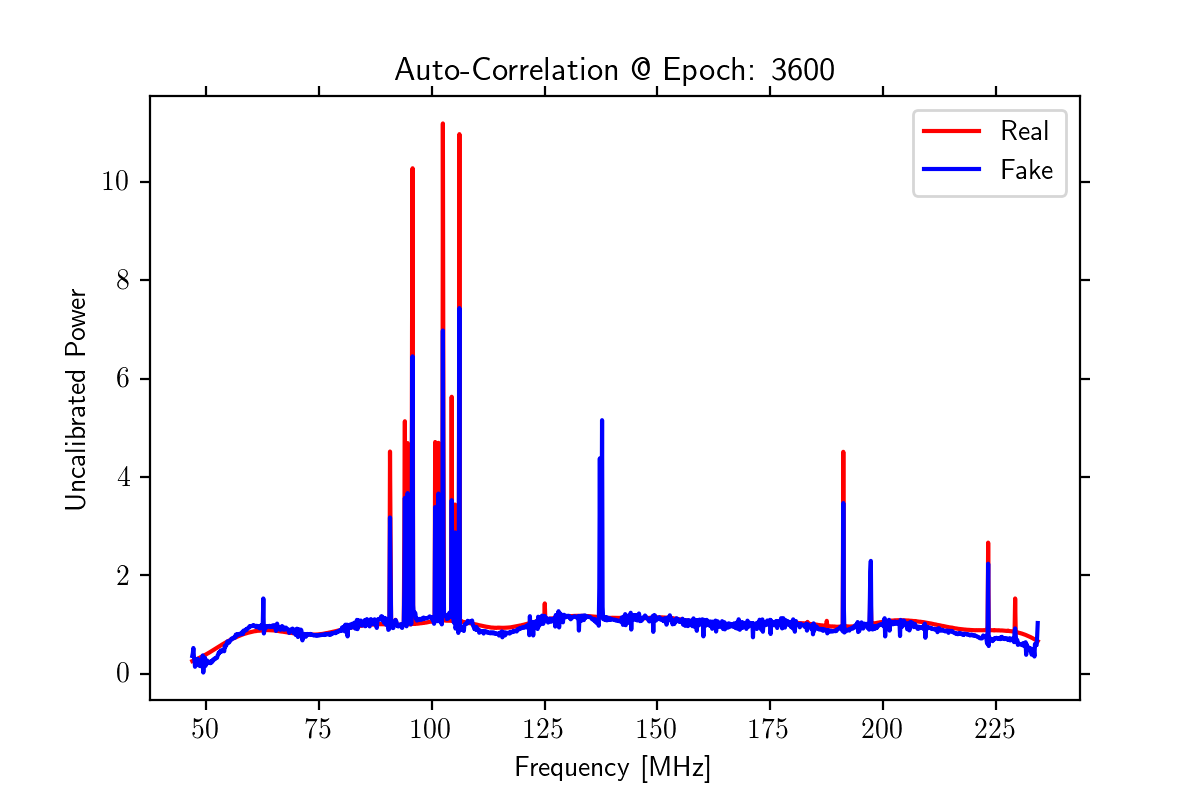 Auto-Correlation @ Epoch: 3600
Real
Fake
Uncalibrated Power
10
8
6
4
2
0
50 75 100 125 150 175 200 225
Frequency [MHz]